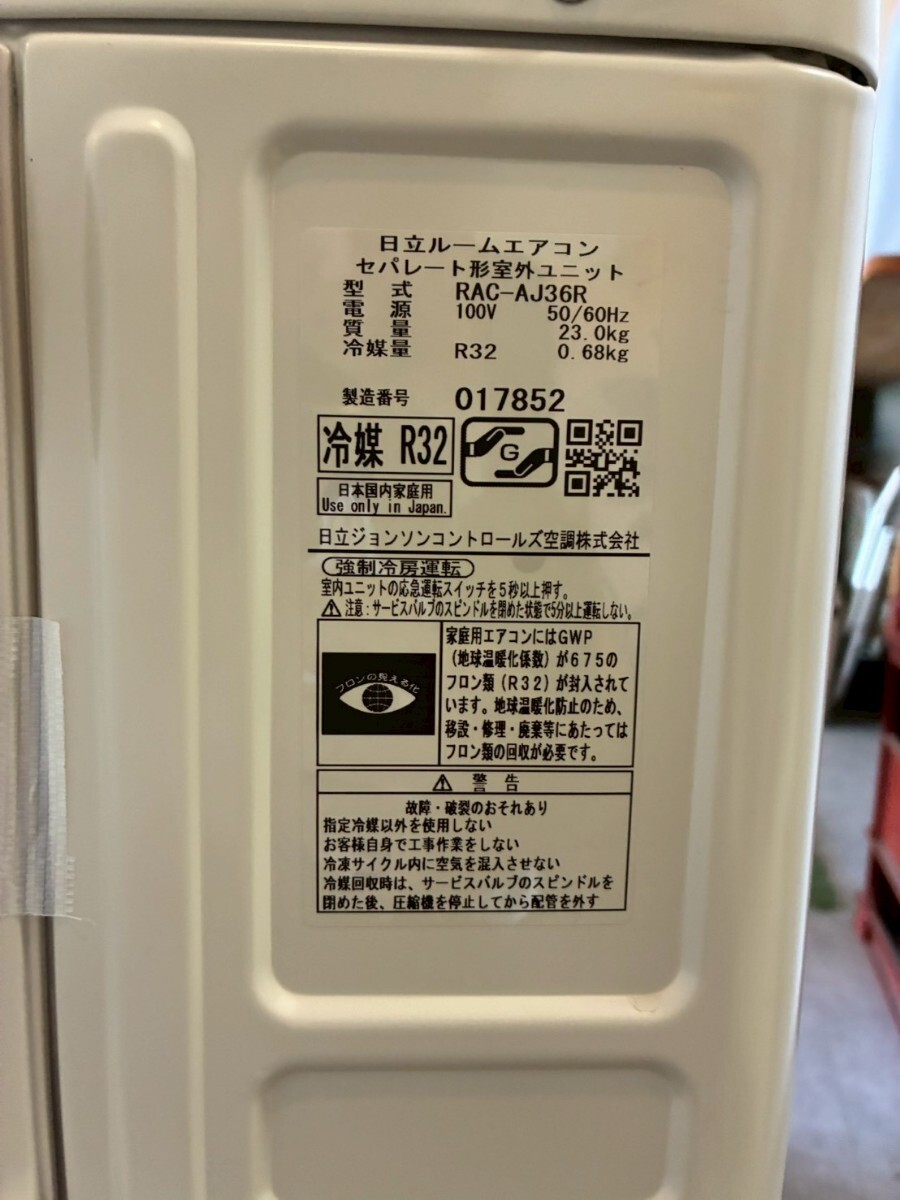 日立ルームエアコン
セパレート形室外ユニット
型式 RAC-AJ36R
電源 100V 50/60Hz
質量 23.0kg
冷媒量 R32 0.68kg
製造番号 017852
冷媒 R32
G
日本国内家庭用
Use only in Japan.
日立ジョンソンコントロールズ空調株式会社
強制冷房運転
室内ユニットの応急運転スイッチを5秒以上押す。
⚠ 注意:サービスバルブのスピンドルを閉めた状態で5分以上運転しない。
フロンの見える化
家庭用エアコンにはGWP
(地球温暖化係数)が675の
フロン類(R32)が封入されて
います。地球温暖化防止のため、
移設・修理・廃棄等にあたっては
フロン類の回収が必要です。
⚠ 警告
故障・破裂のおそれあり
指定冷媒以外を使用しない
お客様自身で工事作業をしない
冷凍サイクル内に空気を混入させない
冷媒回収時は、サービスバルブのスピンドルを
閉めた後、圧縮機を停止してから配管を外す